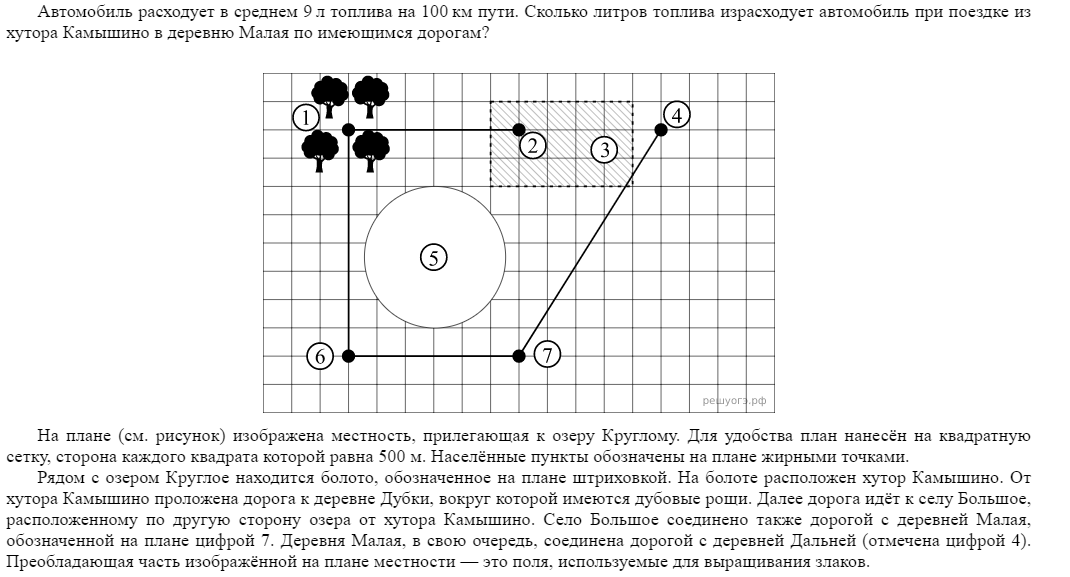 Автомобиль расходует в среднем 9 л топлива на 100 км пути. Сколько литров топлива израсходует автомобиль при поездке из
хутора Камышино в деревню Малая по имеющимся дорогам?
1
2
3
4
5
6
7
решуогэ.рф
На плане (см. рисунок) изображена местность, прилегающая к озеру Круглому. Для удобства план нанесён на квадратную
сетку, сторона каждого квадрата которой равна 500 м. Населённые пункты обозначены на плане жирными точками.
Рядом с озером Круглое находится болото, обозначенное на плане штриховкой. На болоте расположен хутор Камышино. От
хутора Камышино проложена дорога к деревне Дубки, вокруг которой имеются дубовые рощи. Далее дорога идёт к селу Большое,
расположенному по другую сторону озера от хутора Камышино. Село Большое соединено также дорогой с деревней Малая,
обозначенной на плане цифрой 7. Деревня Малая, в свою очередь, соединена дорогой с деревней Дальней (отмечена цифрой 4).
Преобладающая часть изображённой на плане местности — это поля, используемые для выращивания злаков.